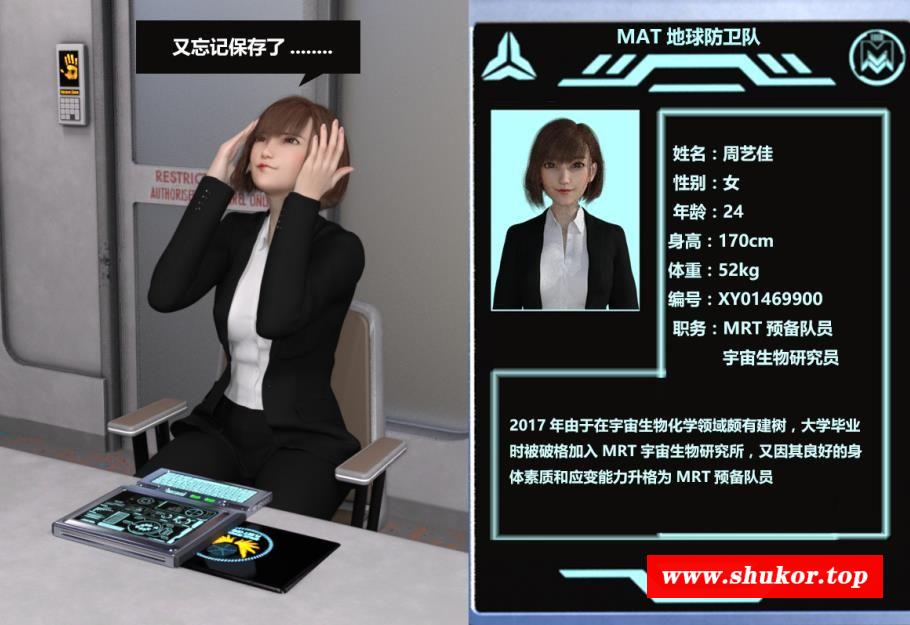 又忘记保存了 ........
RESTRIC
AUTHORISE
EL ONL
MAT 地球防卫队
姓名：周艺佳
性别：女
年龄：24
身高：170cm
体重：52kg
编号：XY01469900
职务：MRT 预备队员
宇宙生物研究员
2017 年由于在宇宙生物化学领域颇有建树，大学毕业
时被破格加入 MRT 宇宙生物研究所，又因其良好的身
体素质和应变能力升格为 MRT 预备队员
www.shukor.top